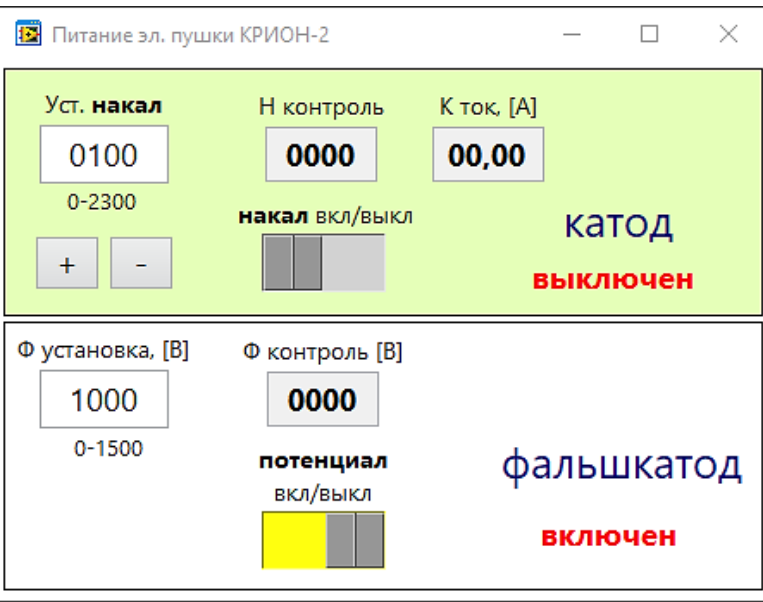 Питание эл. пушки КРИОН-2
Уст. накал
Н контроль
К ток, [А]
0100
0000
00,00
0-2300
накал вкл/выкл
+
-
катод
выключен
Ф установка, [В]
Ф контроль [В]
1000
0000
0-1500
потенциал
вкл/выкл
фальшкатод
включен